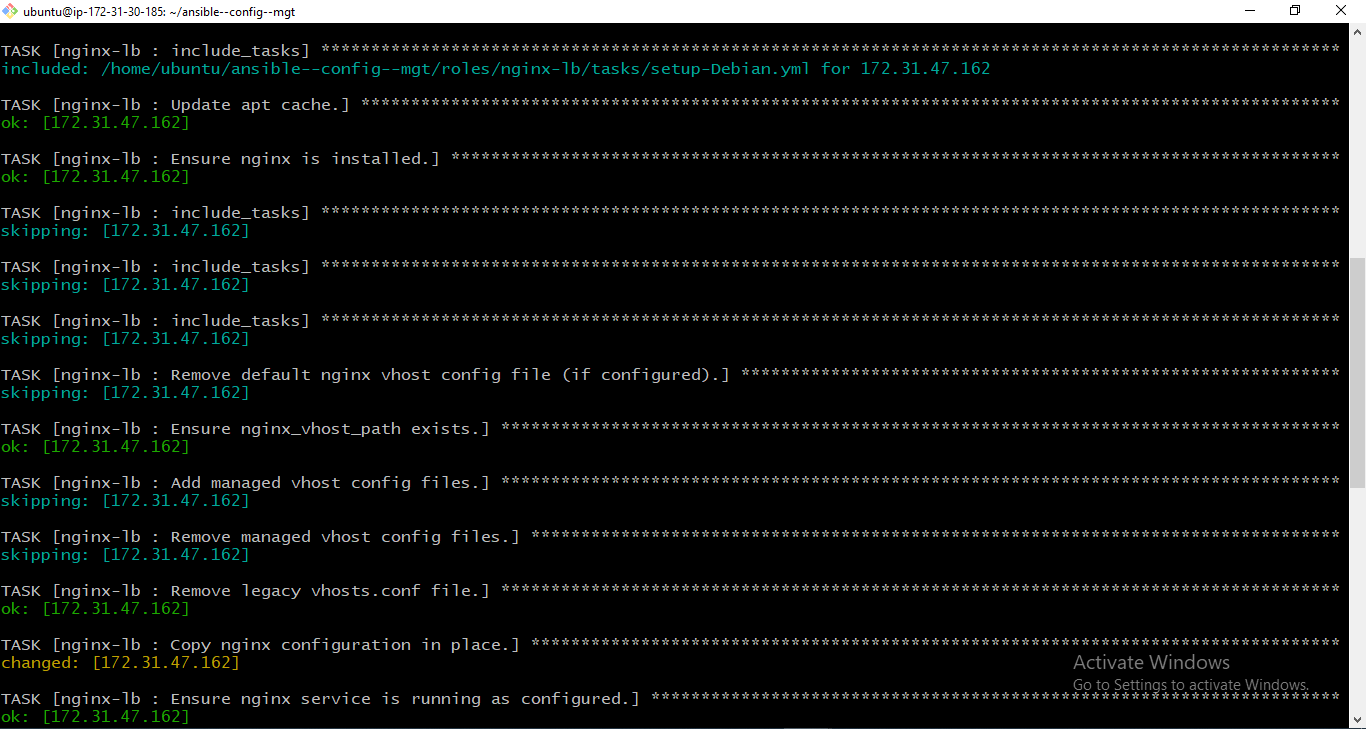 ubuntu@ip-172-31-30-185: ~/ansible--config--mgt
TASK [nginx-lb : include_tasks] ******************************************************************************************************
included: /home/ubuntu/ansible--config--mgt/roles/nginx-lb/tasks/setup-Debian.yml for 172.31.47.162
TASK [nginx-lb : Update apt cache.] **************************************************************************************************
ok: [172.31.47.162]
TASK [nginx-lb : Ensure nginx is installed.] *****************************************************************************************
ok: [172.31.47.162]
TASK [nginx-lb : include_tasks] ******************************************************************************************************
skipping: [172.31.47.162]
TASK [nginx-lb : include_tasks] ******************************************************************************************************
skipping: [172.31.47.162]
TASK [nginx-lb : include_tasks] ******************************************************************************************************
skipping: [172.31.47.162]
TASK [nginx-lb : Remove default nginx vhost config file (if configured).] ************************************************************
skipping: [172.31.47.162]
TASK [nginx-lb : Ensure nginx_vhost_path exists.] ************************************************************************************
ok: [172.31.47.162]
TASK [nginx-lb : Add managed vhost config files.] ************************************************************************************
skipping: [172.31.47.162]
TASK [nginx-lb : Remove managed vhost config files.] *********************************************************************************
skipping: [172.31.47.162]
TASK [nginx-lb : Remove legacy vhosts.conf file.] ************************************************************************************
ok: [172.31.47.162]
TASK [nginx-lb : Copy nginx configuration in place.] *********************************************************************************
changed: [172.31.47.162]
Activate Windows
Go to Settings to activate Windows.
TASK [nginx-lb : Ensure nginx service is running as configured.] *********************************************************************
ok: [172.31.47.162]